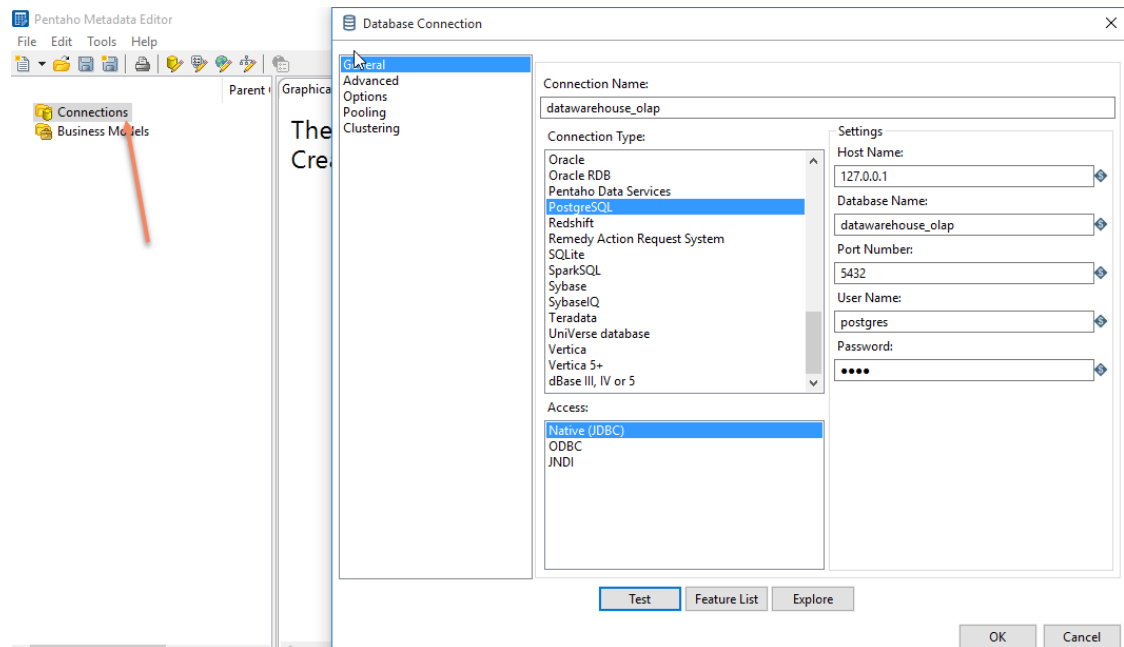 Pentaho Metadata Editor
File Edit Tools Help
Parent
Graphica
Connections
Business Models
The
Crea
Database Connection
General
Advanced
Options
Pooling
Clustering
Connection Name:
datawarehouse_olap
Connection Type:
Oracle
Oracle RDB
Pentaho Data Services
PostgreSQL
Redshift
Remedy Action Request System
SQLite
SparkSQL
Sybase
SybaseIQ
Teradata
UniVerse database
Vertica
Vertica 5+
dBase III, IV or 5
Access:
Native (JDBC)
ODBC
JNDI
Settings
Host Name:
127.0.0.1
Database Name:
datawarehouse_olap
Port Number:
5432
User Name:
postgres
Password:
●●●●
Test Feature List Explore
OK Cancel